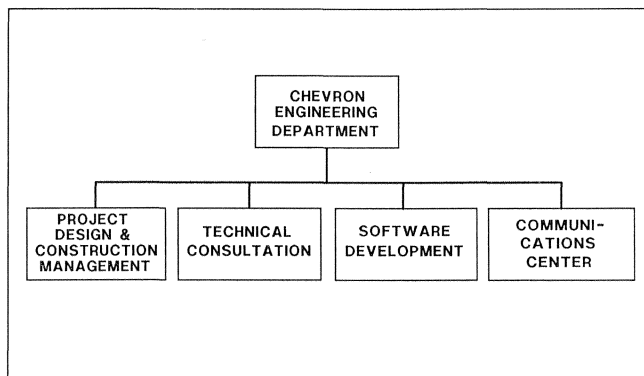 CHEVRON
ENGINEERING
DEPARTMENT
PROJECT
DESIGN &
CONSTRUCTION
MANAGEMENT
TECHNICAL
CONSULTATION
SOFTWARE
DEVELOPMENT
COMMUNI-
CATIONS
CENTER